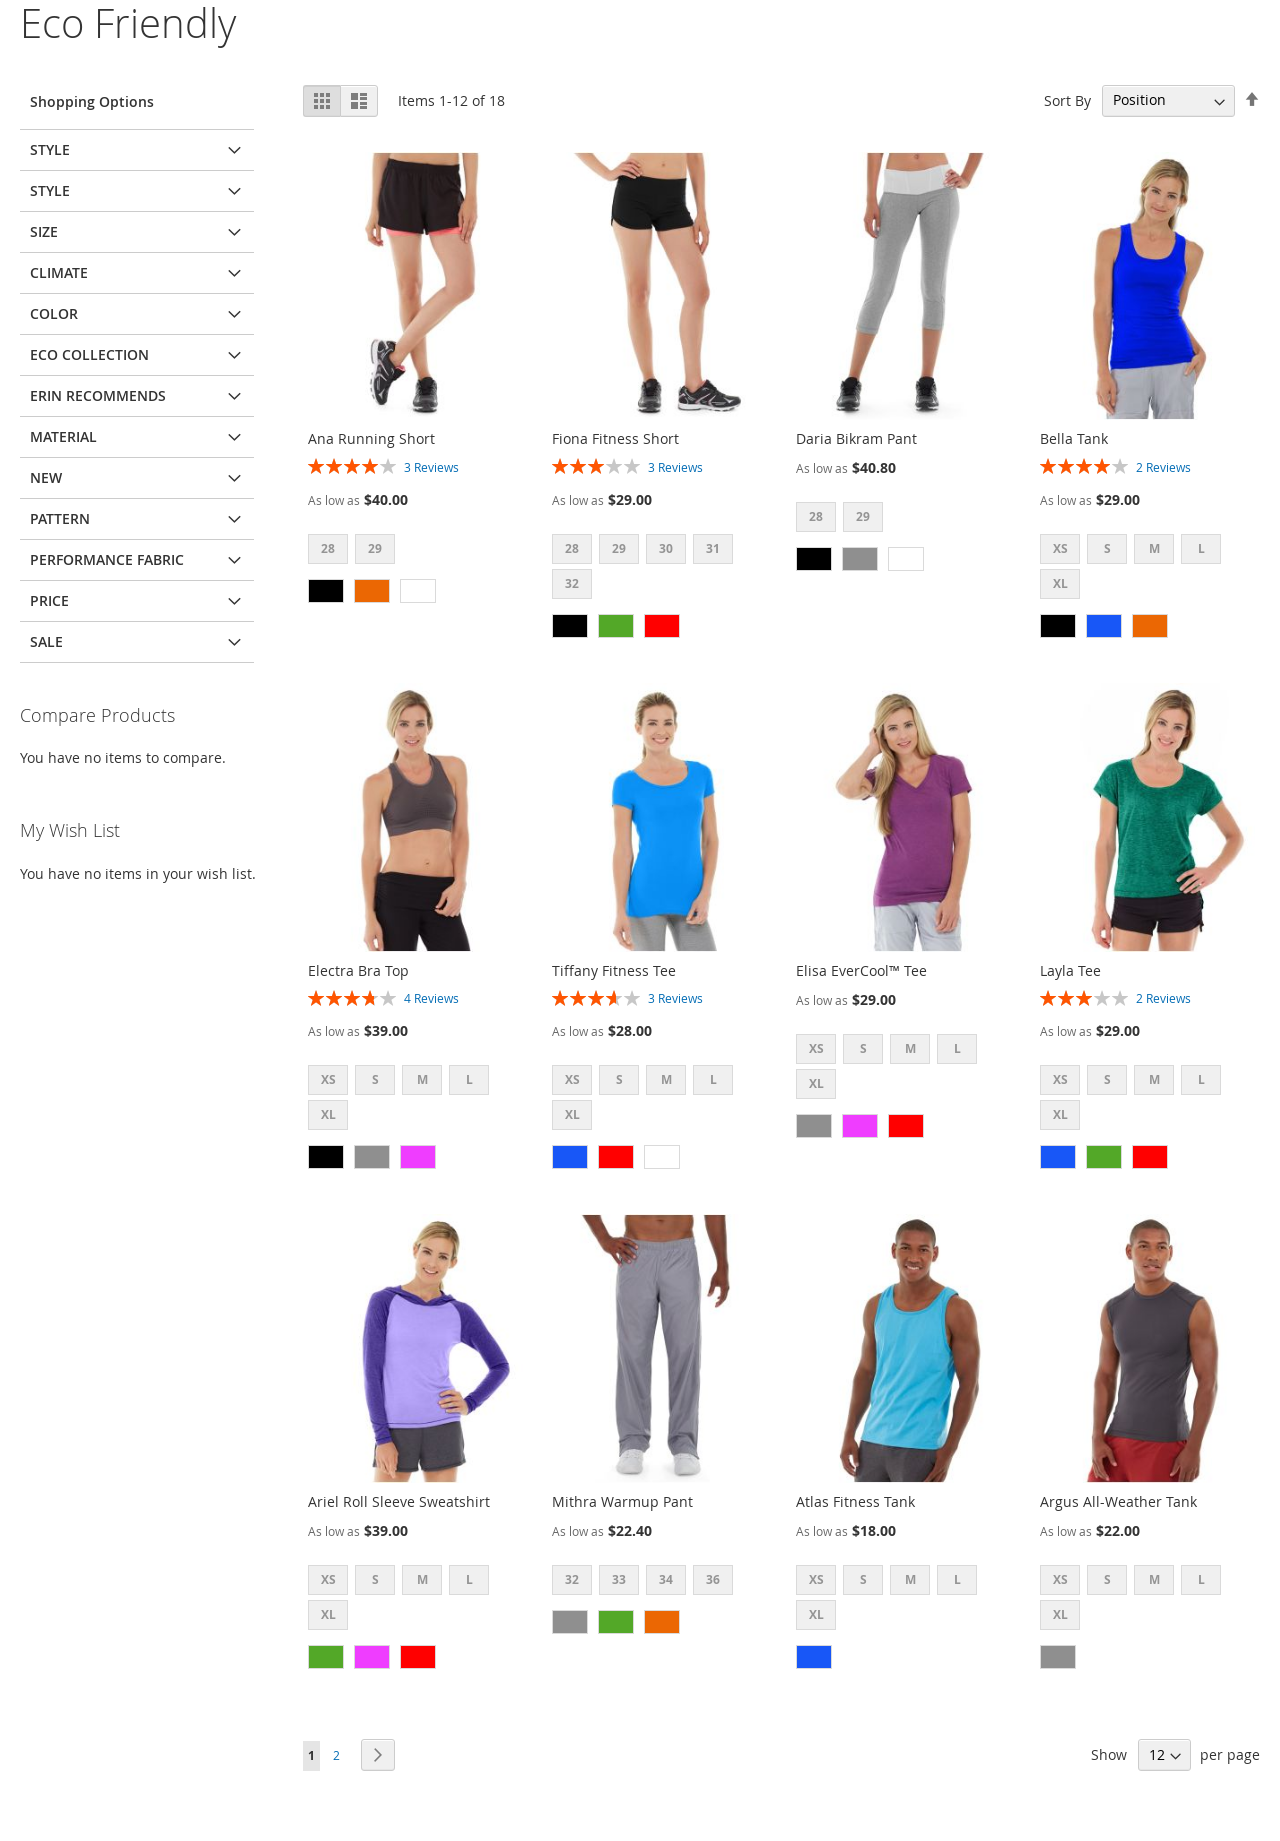 Eco Friendly
Shopping Options
STYLE
STYLE
SIZE
CLIMATE
COLOR
ECO COLLECTION
ERIN RECOMMENDS
MATERIAL
NEW
PATTERN
PERFORMANCE FABRIC
PRICE
SALE
Compare Products
You have no items to compare.
My Wish List
You have no items in your wish list.
Items 1-12 of 18
Sort By Position
Ana Running Short
3 Reviews
As low as $40.00
28 29
Fiona Fitness Short
3 Reviews
As low as $29.00
28 29 30 31
32
Daria Bikram Pant
As low as $40.80
28 29
Bella Tank
2 Reviews
As low as $29.00
XS S M L
XL
Electra Bra Top
4 Reviews
As low as $39.00
XS S M L
XL
Tiffany Fitness Tee
3 Reviews
As low as $28.00
XS S M L
XL
Elisa EverCool™ Tee
As low as $29.00
XS S M L
XL
Layla Tee
2 Reviews
As low as $29.00
XS S M L
XL
Ariel Roll Sleeve Sweatshirt
As low as $39.00
XS S M L
XL
Mithra Warmup Pant
As low as $22.40
32 33 34 36
Atlas Fitness Tank
As low as $18.00
XS S M L
XL
Argus All-Weather Tank
As low as $22.00
XS S M L
XL
1 2
Show 12 per page